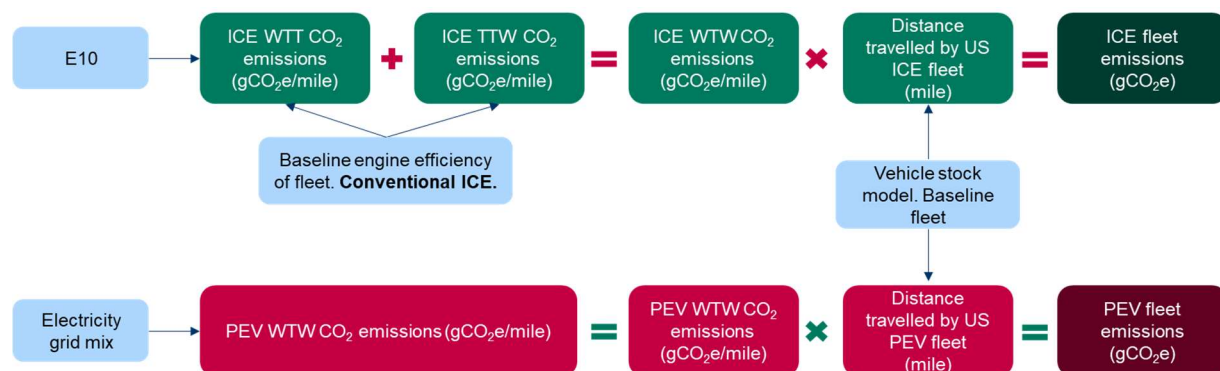 E10
ICE WTT CO₂
emissions
(gCO₂e/mile)
+
ICE TTW CO₂
emissions
(gCO₂e/mile)
=
ICE WTW CO₂
emissions
(gCO₂e/mile)
×
Distance
travelled by US
ICE fleet
(mile)
=
ICE fleet
emissions
(gCO₂e)
Baseline engine efficiency
of fleet. Conventional ICE.
Vehicle stock
model. Baseline
fleet
Electricity
grid mix
PEV WTW CO₂ emissions (gCO₂e/mile)
=
PEV WTW CO₂
emissions
(gCO₂e/mile)
×
Distance
travelled by US
PEV fleet
(mile)
=
PEV fleet
emissions
(gCO₂e)